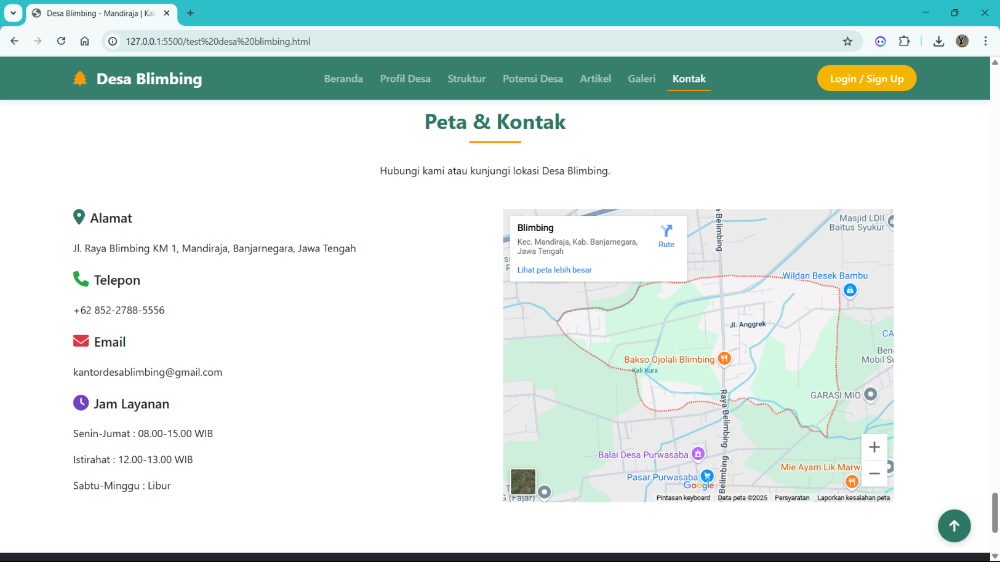 Desa Blimbing - Mandiraja | Kab
127.0.0.1:5500/test%20desa%20blimbing.html
Desa Blimbing
Beranda
Profil Desa
Struktur
Potensi Desa
Artikel
Galeri
Kontak
Login / Sign Up
Peta & Kontak
Hubungi kami atau kunjungi lokasi Desa Blimbing.
Alamat
Jl. Raya Blimbing KM 1, Mandiraja, Banjarnegara, Jawa Tengah
Telepon
+62 852-2788-5556
Email
kantordesablimbing@gmail.com
Jam Layanan
Senin-Jumat : 08.00-15.00 WIB
Istirahat : 12.00-13.00 WIB
Sabtu-Minggu : Libur
Blimbing
Kec. Mandiraja, Kab. Banjarnegara,
Jawa Tengah
Rute
Lihat peta lebih besar
a Belimbing
Masjid LDII
Baitus Syukur
Wildan Besek Bambu
Jl. Anggrek
CA
Ben
Mobil Su
Bakso Ojolali Blimbing
Kali Kura
GARASI MIO
Raya Belimbing
Balai Desa Purwasaba
Belimbing
Mie Ayam Lik Marwa
Pasar Purwasaba
Google
G (Fajar)
Pintasan keyboard
Data peta ©2025
Persyaratan
Laporkan kesalahan peta